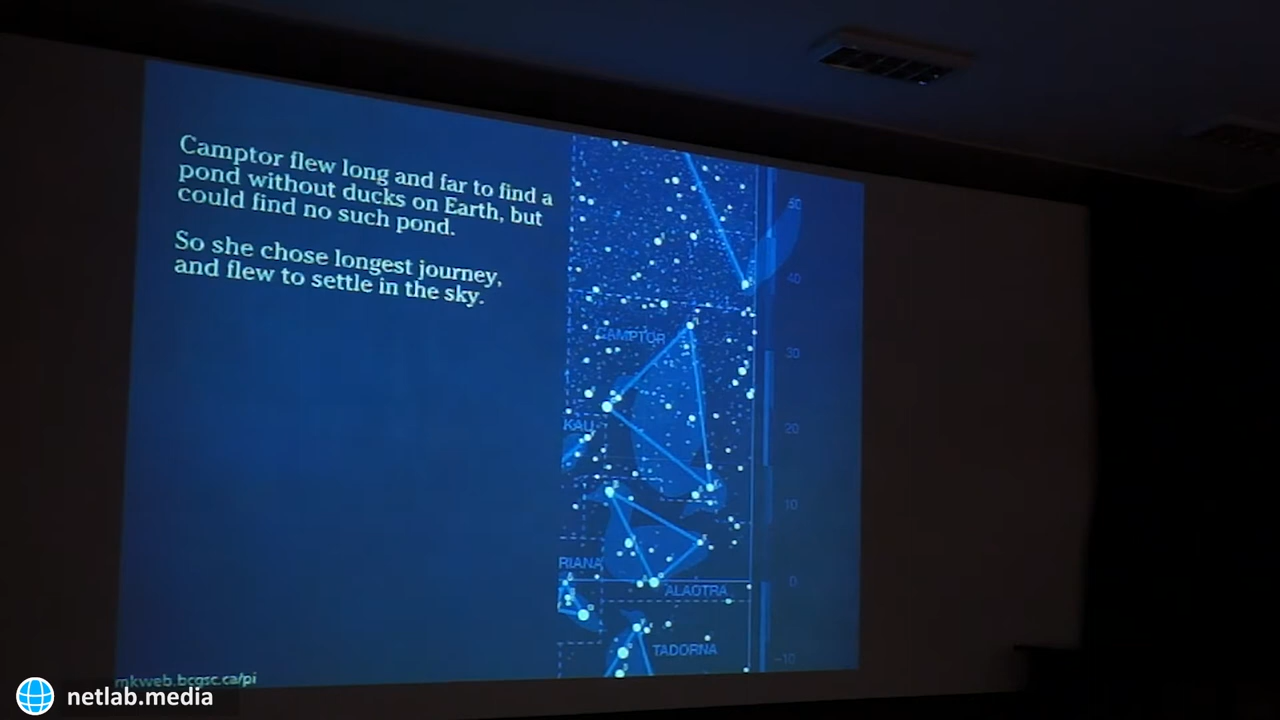 Camptor flew long and far to find a
pond without ducks on Earth, but
could find no such pond.
So she chose longest journey,
and flew to settle in the sky.
50
40
CAMPTOR
30
KAU
20
10
RIANA
0
ALAOTRA
TADORNA
-10
mkweb.bcgsc.ca/pi
netlab.media